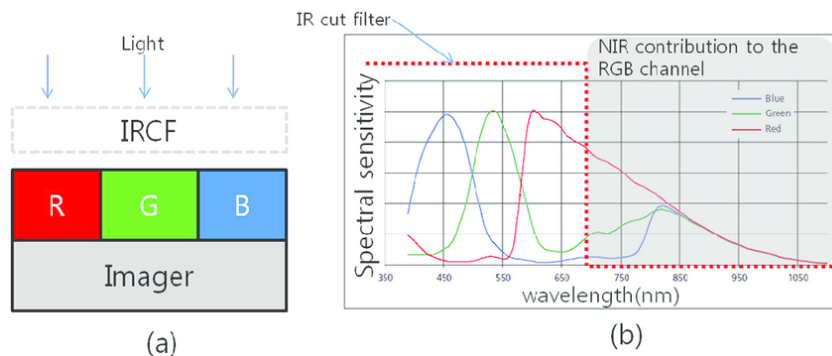 Light
IRCF
R G B
Imager
(a)
IR cut filter
NIR contribution to the
RGB channel
Blue
Green
Red
Spectral sensitivity
350 450 550 650 750 850 950 1050
wavelength(nm)
(b)